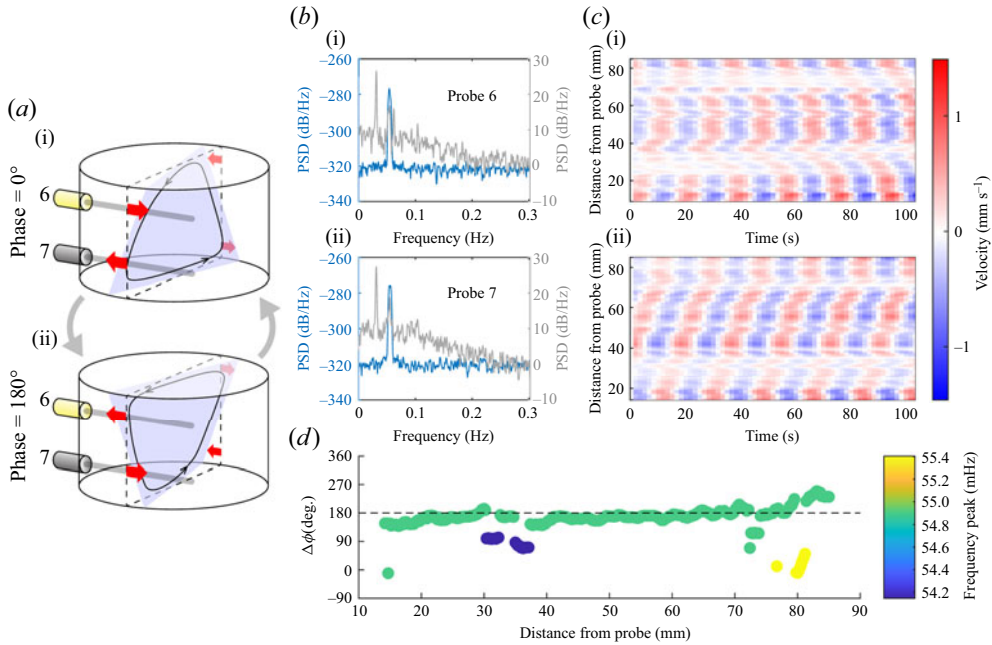 (a)
(i)
Phase = 0°
6
7
(ii)
Phase = 180°
6
7
(b)
(i)
−260
−280
−300
−320
−340
PSD (dB/Hz)
30
20
10
0
−10
PSD (dB/Hz)
Probe 6
0
0.1
0.2
0.3
Frequency (Hz)
(ii)
−260
−280
−300
−320
−340
PSD (dB/Hz)
30
20
10
0
−10
PSD (dB/Hz)
Probe 7
0
0.1
0.2
0.3
Frequency (Hz)
(c)
(i)
80
60
40
20
Distance from probe (mm)
0
20
40
60
80
100
Time (s)
(ii)
80
60
40
20
Distance from probe (mm)
0
20
40
60
80
100
Time (s)
1
0
−1
Velocity (mm s−1)
(d)
360
270
180
90
0
−90
Δϕ(deg.)
10
20
30
40
50
60
70
80
90
Distance from probe (mm)
55.4
55.2
55.0
54.8
54.6
54.4
54.2
Frequency peak (mHz)